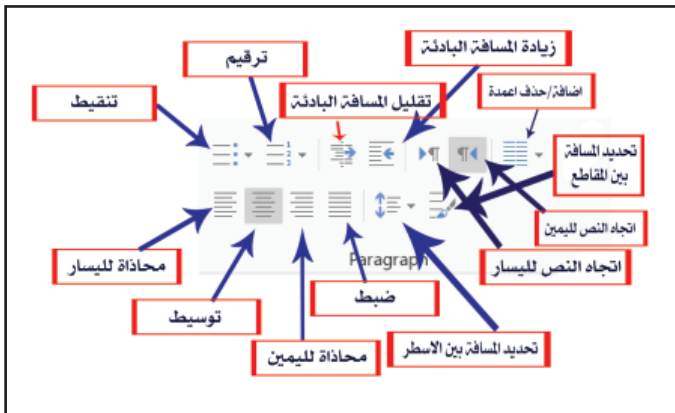 زيادة المسافة البادئة
ترقيم
تنقيط
تقليل المسافة البادئة
اضافة/حذف اعمدة
تحديد المسافة
بين المقاطع
اتجاه النص لليمين
اتجاه النص لليسار
محاذاة لليسار
Paragraph
ضبط
توسيط
محاذاة لليمين
تحديد المسافة بين الاسطر